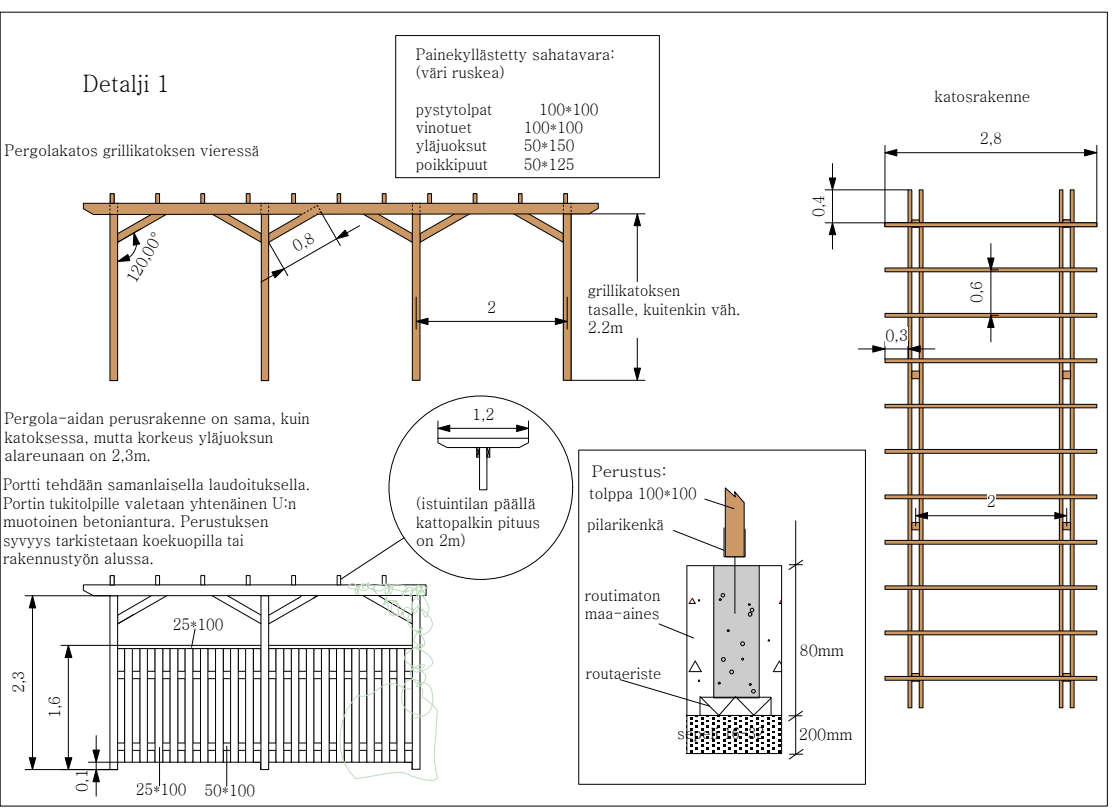 Detalji 1
Painekyllästetty sahatavara:
(väri ruskea)
pystytolpat 100*100
vinotuet 100*100
yläjuoksut 50*150
poikkipuut 50*125
katosrakenne
Pergolakatos grillikatoksen vieressä
2,8
0,4
0,6
0,3
2
120,00°
0,8
2
grillikatoksen
tasalle, kuitenkin väh.
2.2m
Pergola-aidan perusrakenne on sama, kuin
katoksessa, mutta korkeus yläjuoksun
alareunaan on 2,3m.
Portti tehdään samanlaisella laudoituksella.
Portin tukitolpille valetaan yhtenäinen U:n
muotoinen betoniantura. Perustuksen
syvyys tarkistetaan koekuopilla tai
rakennustyön alussa.
1,2
(istuintilan päällä
kattopalkin pituus
on 2m)
Perustus:
tolppa 100*100
pilarikenkä
routimaton
maa-aines
routaeriste
80mm
200mm
25*100
2,3
1,6
0,1
25*100
50*100